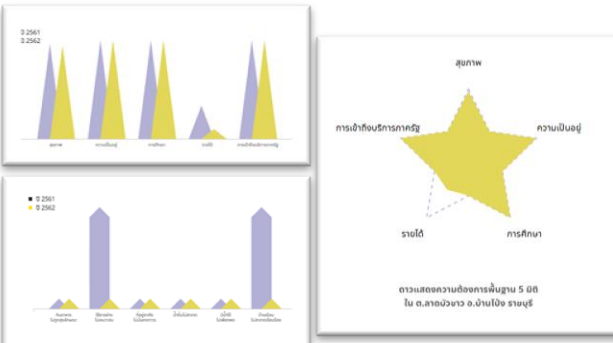 ปี 2561
ปี 2562
สุขภาพ
ความเป็นอยู่
การศึกษา
รายได้
การเข้าถึงบริการภาครัฐ
ปี 2561
ปี 2562
สุขภาพ
การเข้าถึงบริการภาครัฐ
ความเป็นอยู่
รายได้
การศึกษา
ดาวแสดงความต้องการพื้นฐาน 5 มิติ
ใน ต.ลาดบัวขาว อ.บ้านโป่ง ราชบุรี